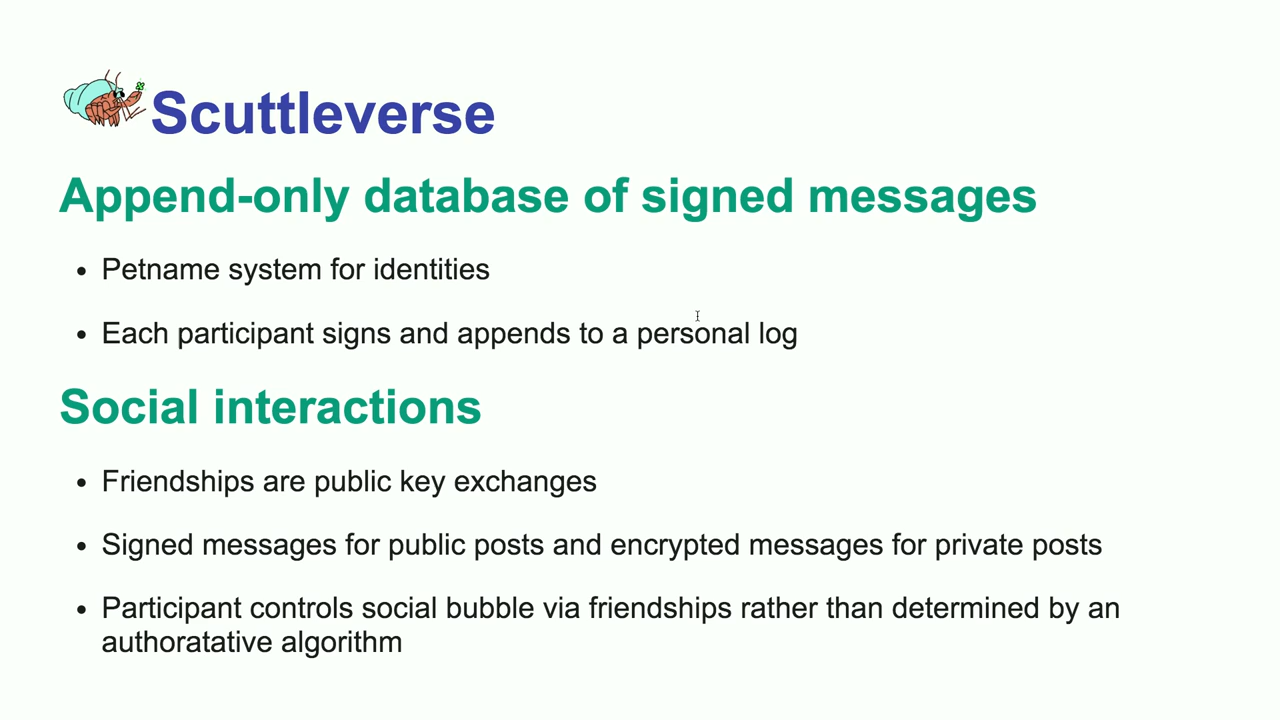 Scuttleverse
Append-only database of signed messages
• Petname system for identities
• Each participant signs and appends to a personal log
Social interactions
• Friendships are public key exchanges
• Signed messages for public posts and encrypted messages for private posts
• Participant controls social bubble via friendships rather than determined by an
authoratative algorithm